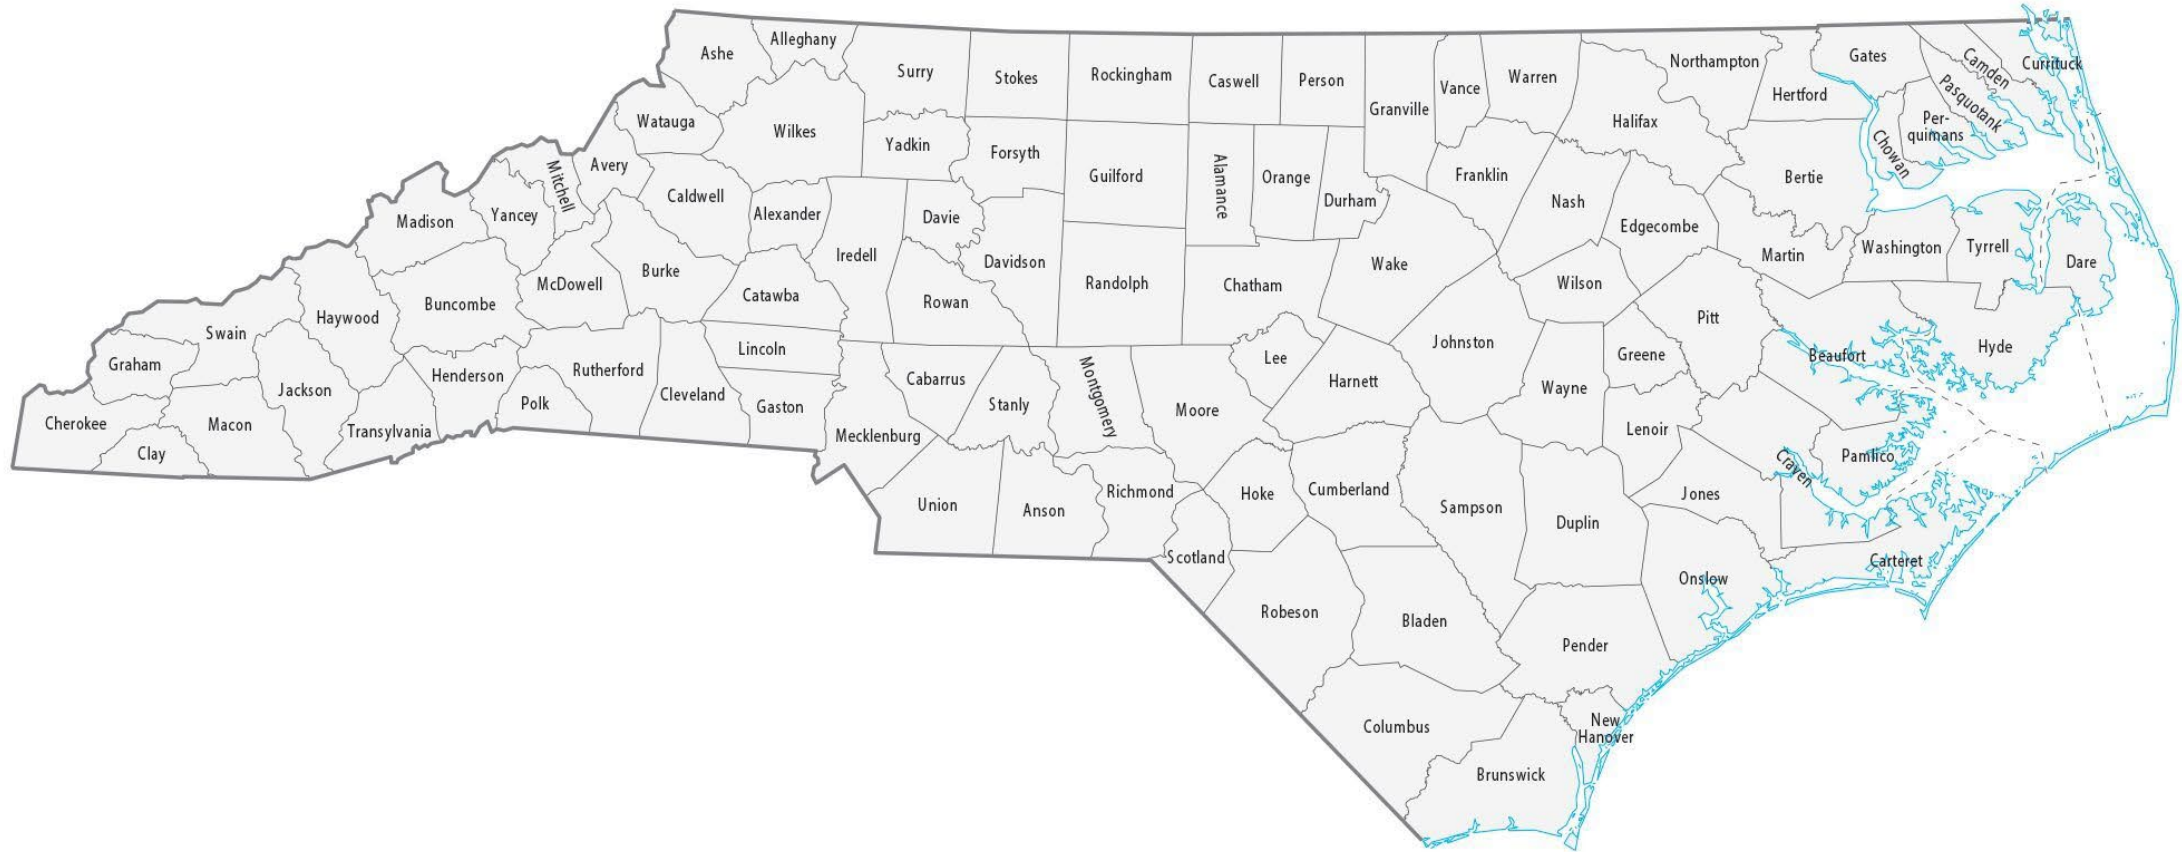 Ashe
Alleghany
Surry
Stokes
Rockingham
Caswell
Person
Granville
Vance
Warren
Northampton
Hertford
Gates
Camden
Currituck
Pasquotank
Per-
quimans
Chowan
Watauga
Wilkes
Yadkin
Forsyth
Guilford
Alamance
Orange
Durham
Franklin
Halifax
Nash
Edgecombe
Bertie
Martin
Washington
Tyrrell
Dare
Avery
Mitchell
Yancey
Madison
Caldwell
Alexander
Iredell
Davie
Davidson
Randolph
Chatham
Wake
Wilson
Pitt
Beaufort
Hyde
McDowell
Burke
Catawba
Rowan
Buncombe
Haywood
Swain
Graham
Cherokee
Clay
Macon
Jackson
Transylvania
Henderson
Polk
Rutherford
Cleveland
Lincoln
Gaston
Mecklenburg
Cabarrus
Stanly
Montgomery
Moore
Lee
Harnett
Johnston
Wayne
Greene
Lenoir
Craven
Pamlico
Jones
Carteret
Union
Anson
Richmond
Scotland
Hoke
Cumberland
Sampson
Duplin
Onslow
Robeson
Bladen
Pender
Columbus
Brunswick
New
Hanover